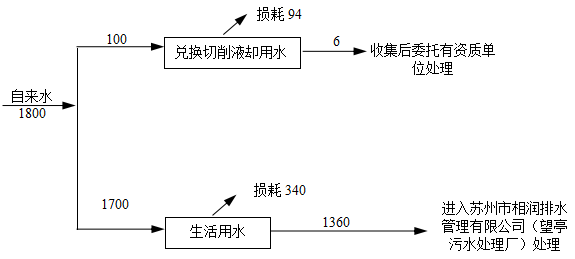 损耗 94
100
兑换切削液却用水
6
收集后委托有资质单
位处理
自来水
1800
1700
损耗 340
生活用水
1360
进入苏州市相润排水
管理有限公司（望亭
污水处理厂）处理